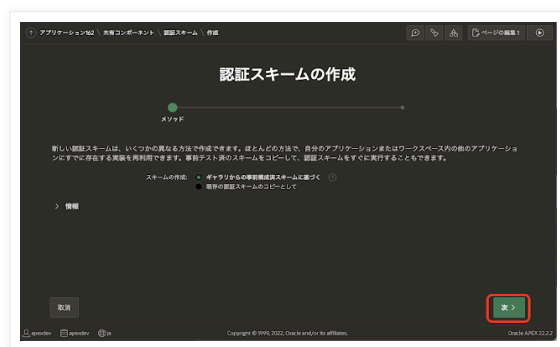 アプリケーション162 \ 共有コンポーネント \ 認証スキーム \ 作成
ページの編集1
認証スキームの作成
メソッド
新しい認証スキームは、いくつかの異なる方法で作成できます。ほとんどの方法で、自分のアプリケーションまたはワークスペース内の他のアプリケーショ
ンにすでに存在する実装を再利用できます。事前テスト済のスキームをコピーして、認証スキームをすぐに実行することもできます。
スキームの作成: ギャラリからの事前構成済スキームに基づく
既存の認証スキームのコピーとして
> 情報
取消
次 >
apexdev apexdev ja
Copyright © 1999, 2022, Oracle and/or its affiliates.
Oracle APEX 22.2.2